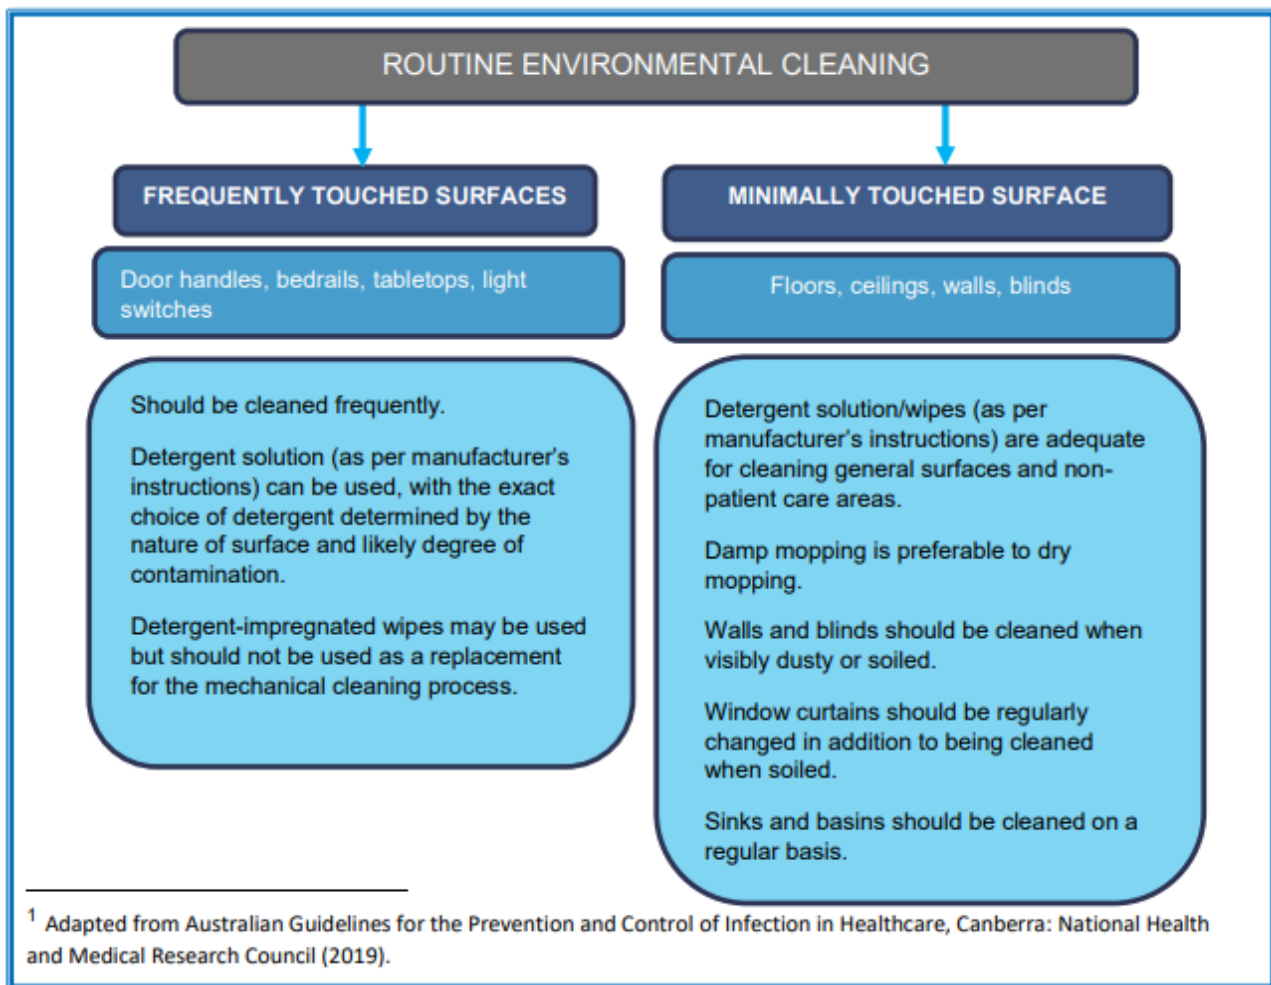 ROUTINE ENVIRONMENTAL CLEANING
FREQUENTLY TOUCHED SURFACES
Door handles, bedrails, tabletops, light
switches
Should be cleaned frequently.
Detergent solution (as per manufacturer's
instructions) can be used, with the exact
choice of detergent determined by the
nature of surface and likely degree of
contamination.
Detergent-impregnated wipes may be used
but should not be used as a replacement
for the mechanical cleaning process.
MINIMALLY TOUCHED SURFACE
Floors, ceilings, walls, blinds
Detergent solution/wipes (as per
manufacturer's instructions) are adequate
for cleaning general surfaces and non-
patient care areas.
Damp mopping is preferable to dry
mopping.
Walls and blinds should be cleaned when
visibly dusty or soiled.
Window curtains should be regularly
changed in addition to being cleaned
when soiled.
Sinks and basins should be cleaned on a
regular basis.
1 Adapted from Australian Guidelines for the Prevention and Control of Infection in Healthcare, Canberra: National Health
and Medical Research Council (2019).